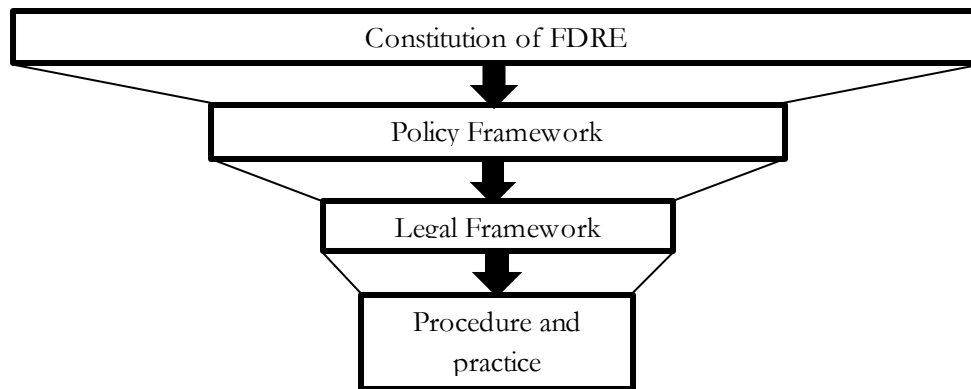 Constitution of FDRE
Policy Framework
Legal Framework
Procedure and
practice